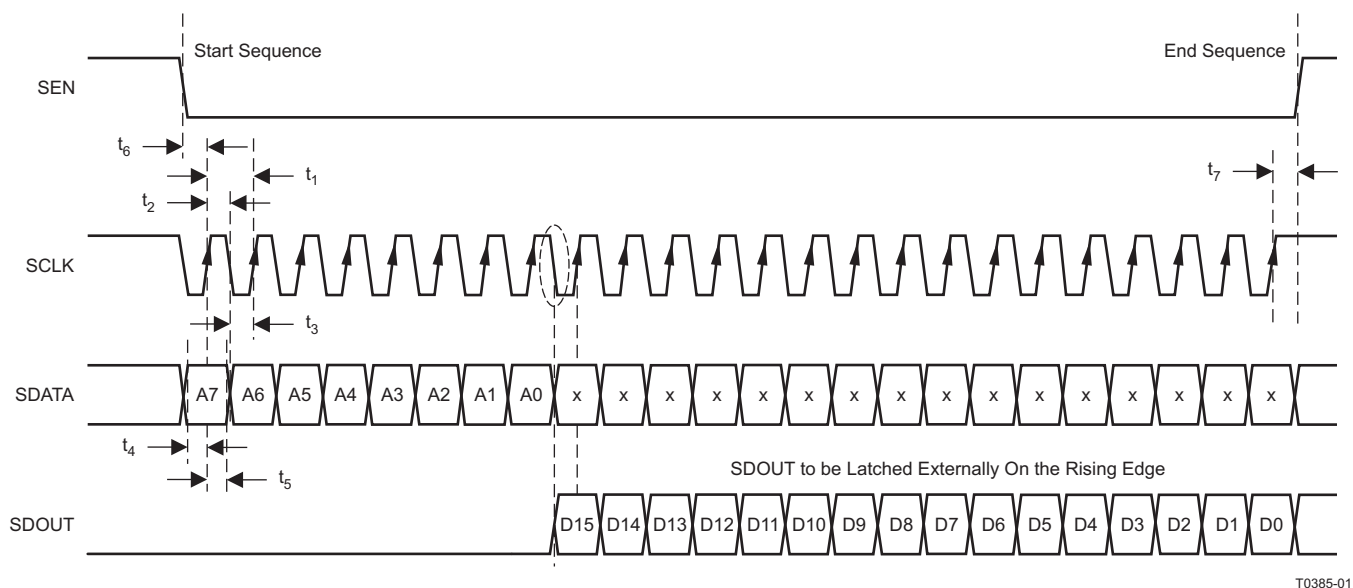 Start Sequence
End Sequence
SEN
t6
t1
t7
t2
SCLK
t3
SDATA A7 A6 A5 A4 A3 A2 A1 A0 x x x x x x x x x x x x x x x x
t4
SDOUT to be Latched Externally On the Rising Edge
t5
SDOUT D15 D14 D13 D12 D11 D10 D9 D8 D7 D6 D5 D4 D3 D2 D1 D0
T0385-01